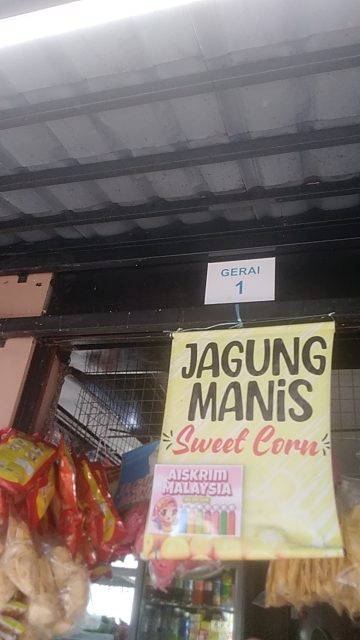 GERAI
1
JAGUNG
MANiS
Sweet Corn
AISKRIM
MALAYSIA